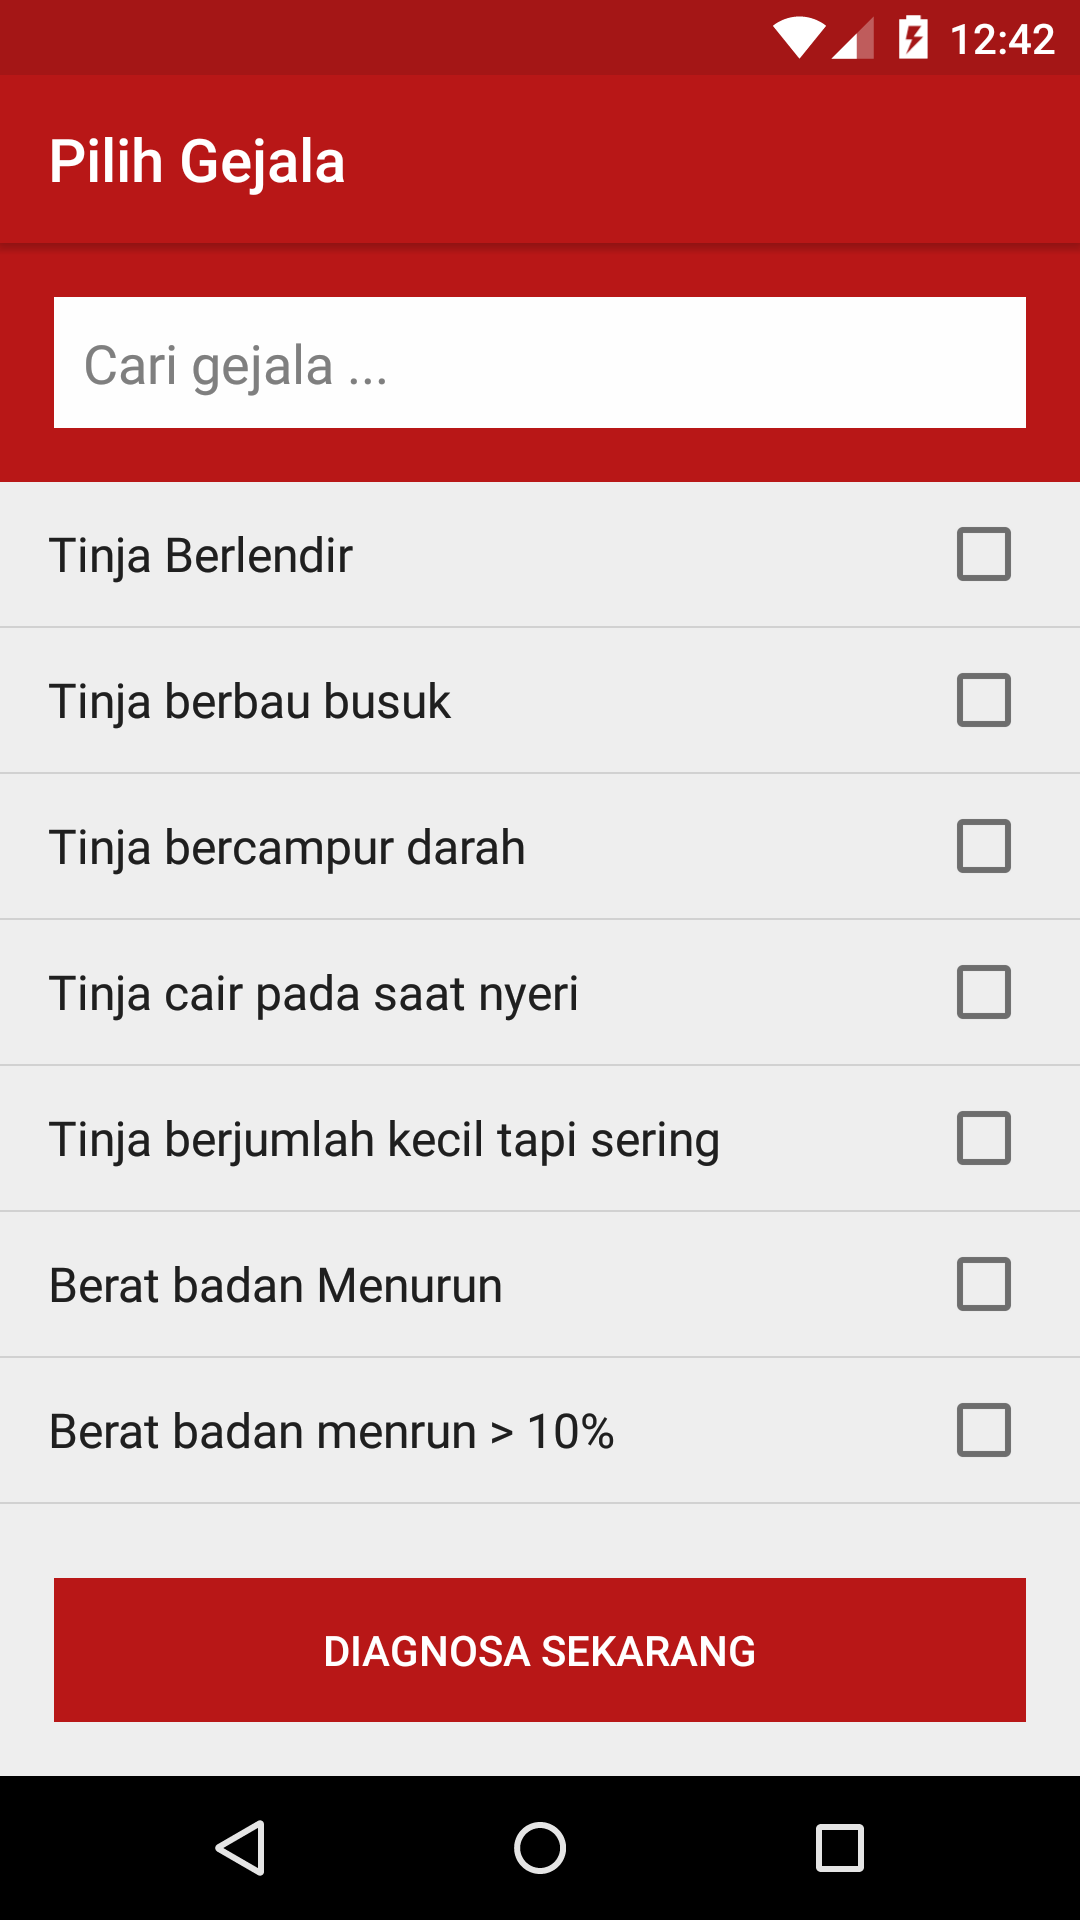 12:42
Pilih Gejala
Cari gejala ...
Tinja Berlendir
Tinja berbau busuk
Tinja bercampur darah
Tinja cair pada saat nyeri
Tinja berjumlah kecil tapi sering
Berat badan Menurun
Berat badan menrun > 10%
DIAGNOSA SEKARANG